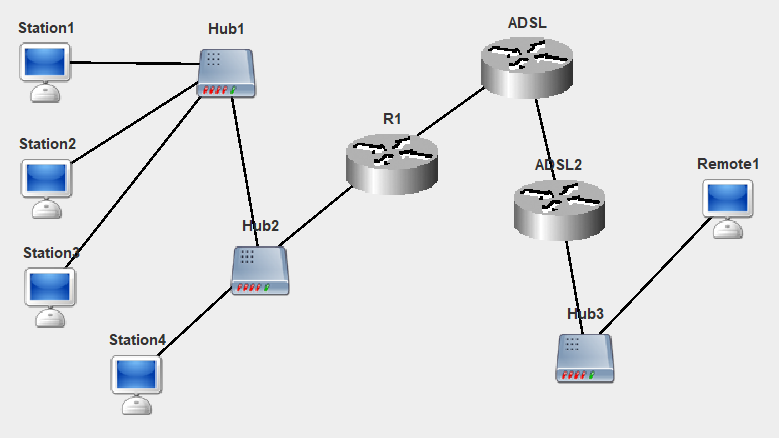 Station1
Hub1
ADSL
R1
Station2
ADSL2
Remote1
Hub2
Station3
Hub3
Station4